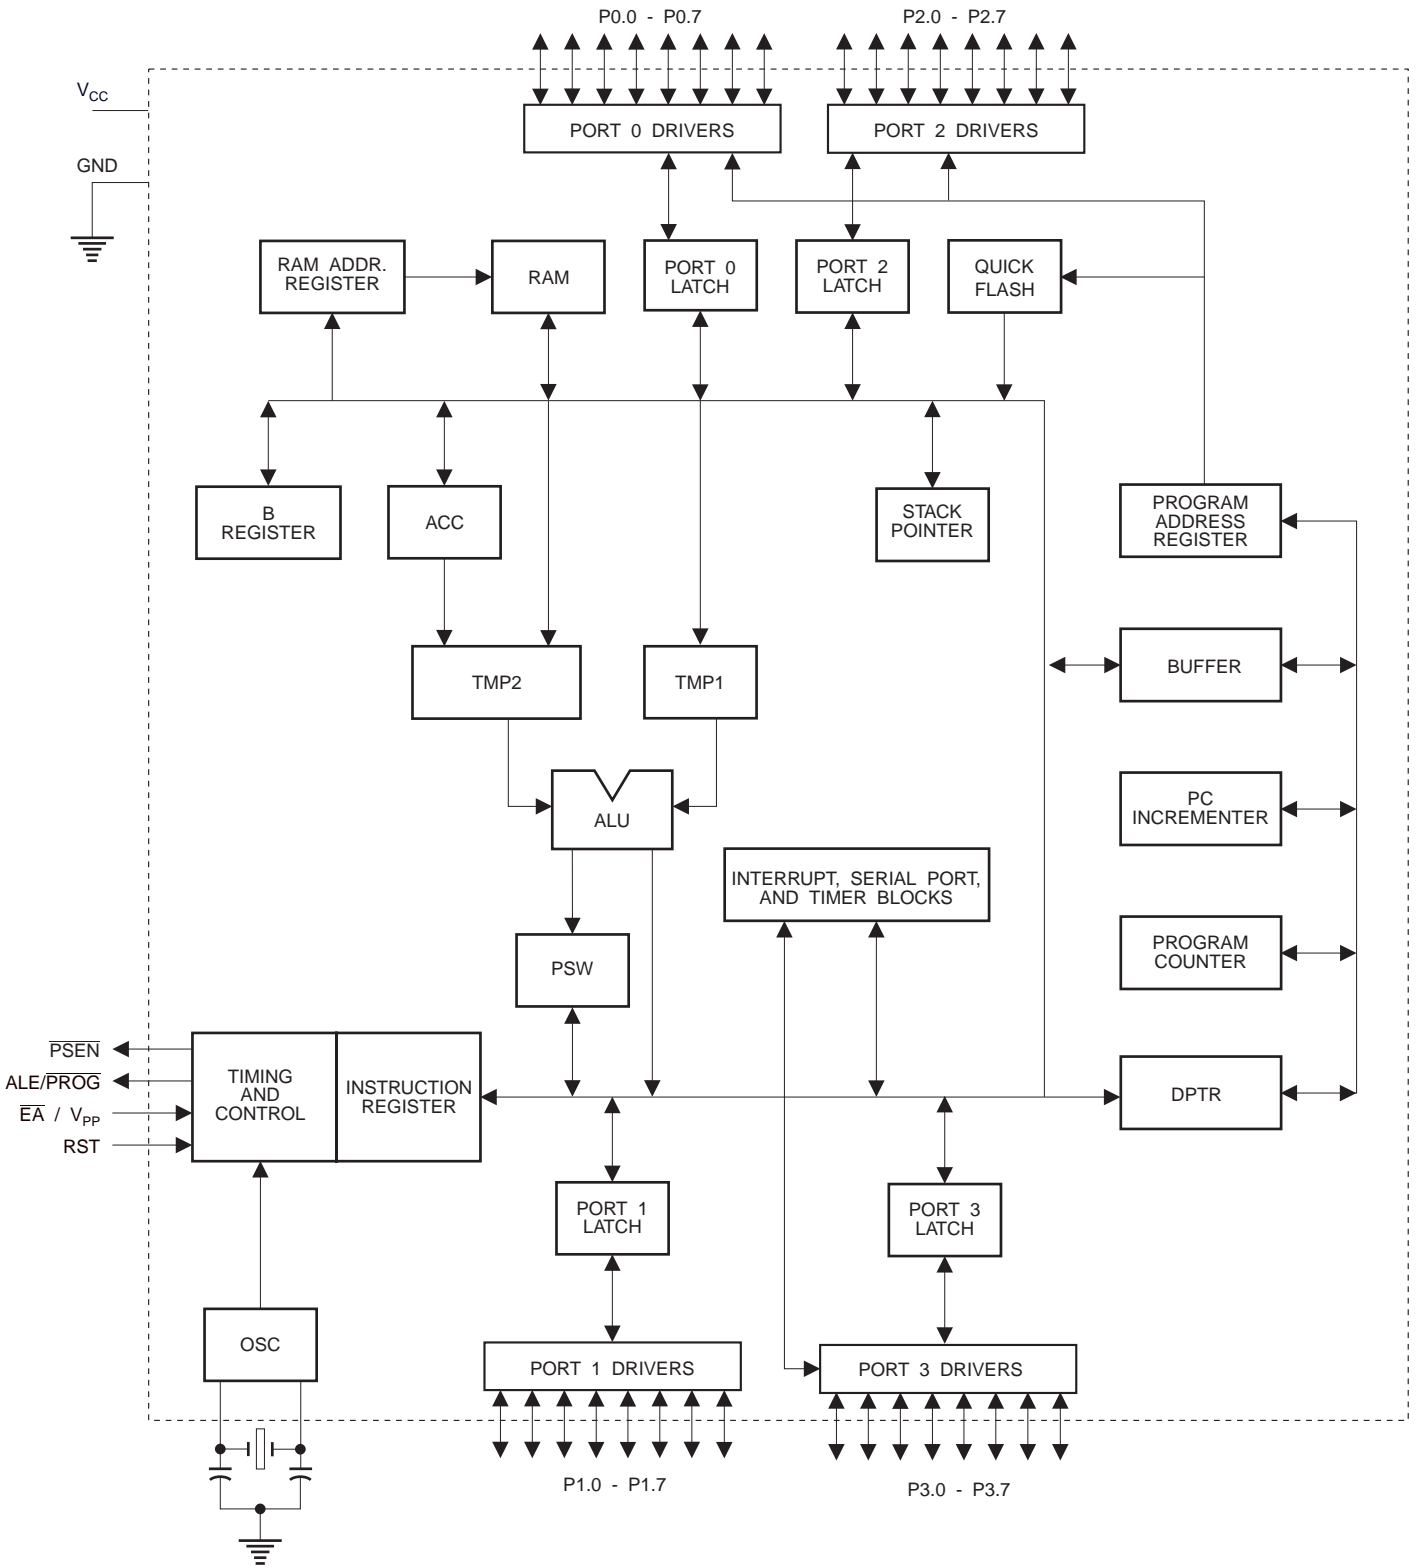 P0.0 - P0.7
P2.0 - P2.7
VCC
GND
PORT 0 DRIVERS
PORT 2 DRIVERS
RAM ADDR.
REGISTER
RAM
PORT 0
LATCH
PORT 2
LATCH
QUICK
FLASH
B
REGISTER
ACC
STACK
POINTER
PROGRAM
ADDRESS
REGISTER
TMP2
TMP1
BUFFER
ALU
PC
INCREMENTER
INTERRUPT, SERIAL PORT,
AND TIMER BLOCKS
PSW
PROGRAM
COUNTER
PSEN
ALE/PROG
EA / VPP
RST
TIMING
AND
CONTROL
INSTRUCTION
REGISTER
DPTR
PORT 1
LATCH
PORT 3
LATCH
OSC
PORT 1 DRIVERS
PORT 3 DRIVERS
P1.0 - P1.7
P3.0 - P3.7